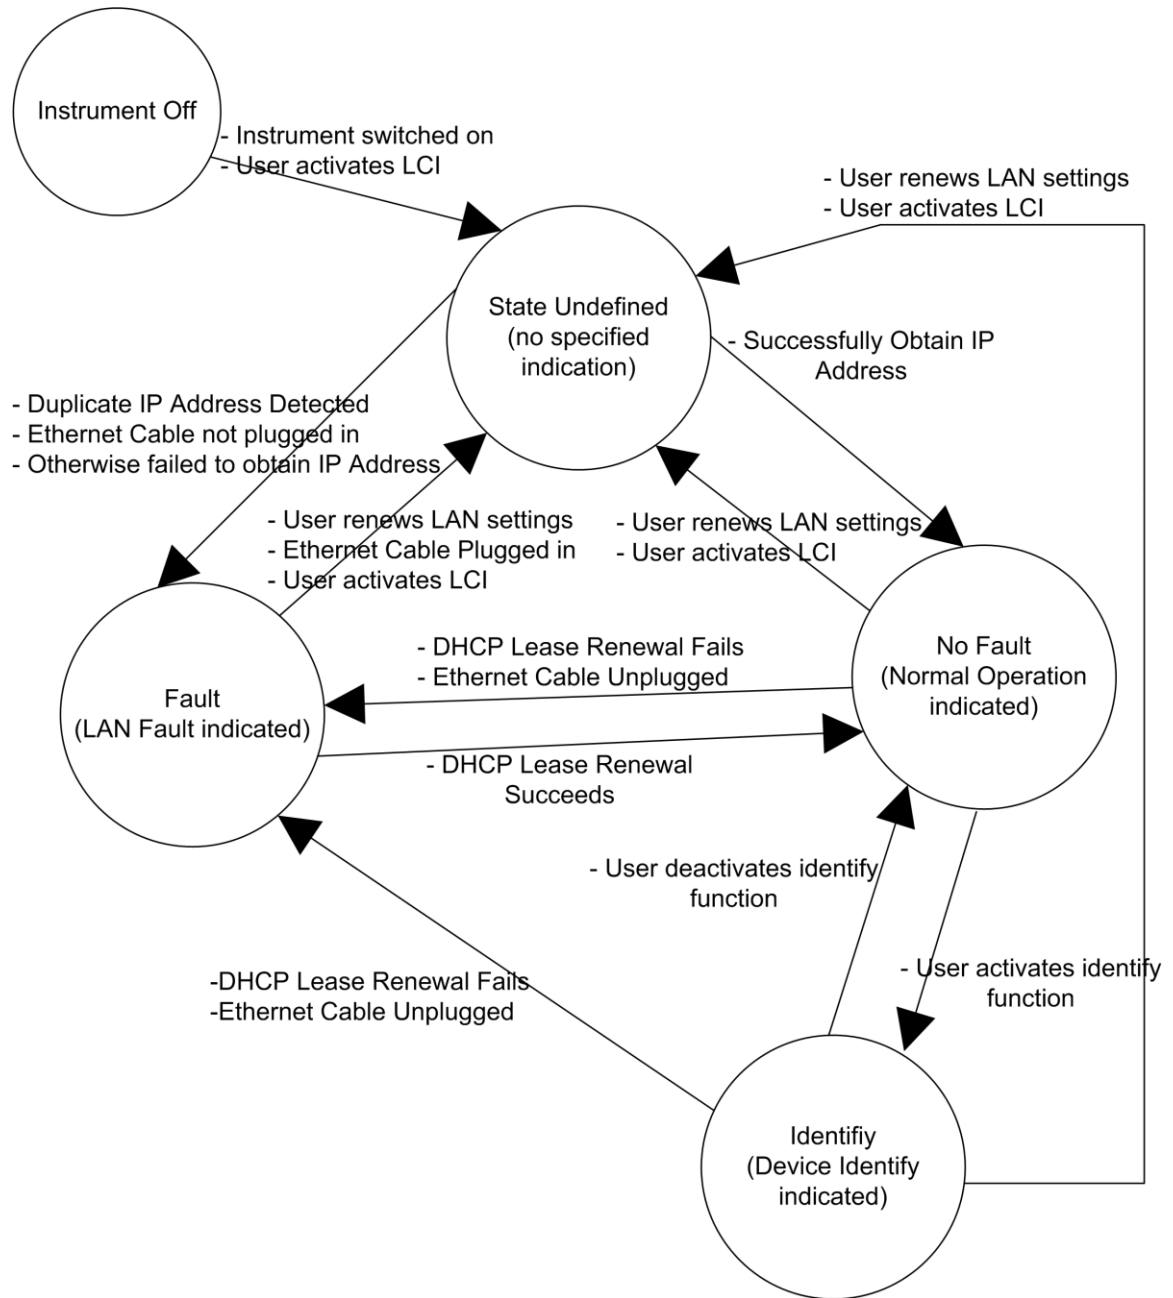 Instrument Off
- Instrument switched on
- User activates LCI
- User renews LAN settings
- User activates LCI
State Undefined
(no specified
indication)
- Successfully Obtain IP
Address
- Duplicate IP Address Detected
- Ethernet Cable not plugged in
- Otherwise failed to obtain IP Address
- User renews LAN settings
- Ethernet Cable Plugged in
- User activates LCI
- User renews LAN settings
- User activates LCI
No Fault
(Normal Operation
indicated)
- DHCP Lease Renewal Fails
- Ethernet Cable Unplugged
Fault
(LAN Fault indicated)
- DHCP Lease Renewal
Succeeds
- User deactivates identify
function
- User activates identify
function
-DHCP Lease Renewal Fails
-Ethernet Cable Unplugged
Identifiy
(Device Identify
indicated)